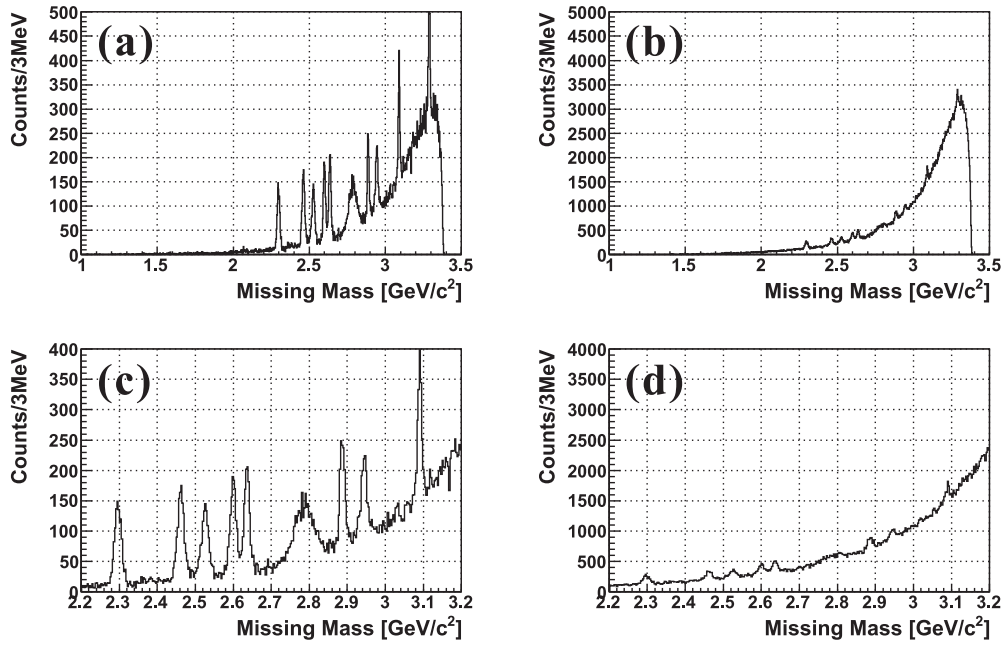 (a)
Counts/3MeV
500
450
400
350
300
250
200
150
100
50
0
1 1.5 2 2.5 3 3.5
Missing Mass [GeV/c²]
(b)
Counts/3MeV
5000
4500
4000
3500
3000
2500
2000
1500
1000
500
0
1 1.5 2 2.5 3 3.5
Missing Mass [GeV/c²]
(c)
Counts/3MeV
400
350
300
250
200
150
100
50
0
2.2 2.3 2.4 2.5 2.6 2.7 2.8 2.9 3 3.1 3.2
Missing Mass [GeV/c²]
(d)
Counts/3MeV
4000
3500
3000
2500
2000
1500
1000
500
0
2.2 2.3 2.4 2.5 2.6 2.7 2.8 2.9 3 3.1 3.2
Missing Mass [GeV/c²]